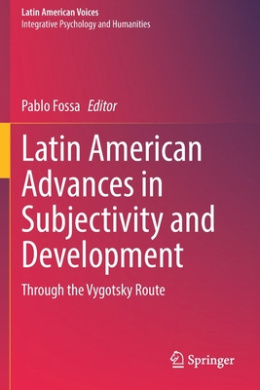 Latin American Voices
Integrative Psychology and Humanities
Pablo Fossa Editor
Latin American
Advances in
Subjectivity and
Development
Through the Vygotsky Route
Springer